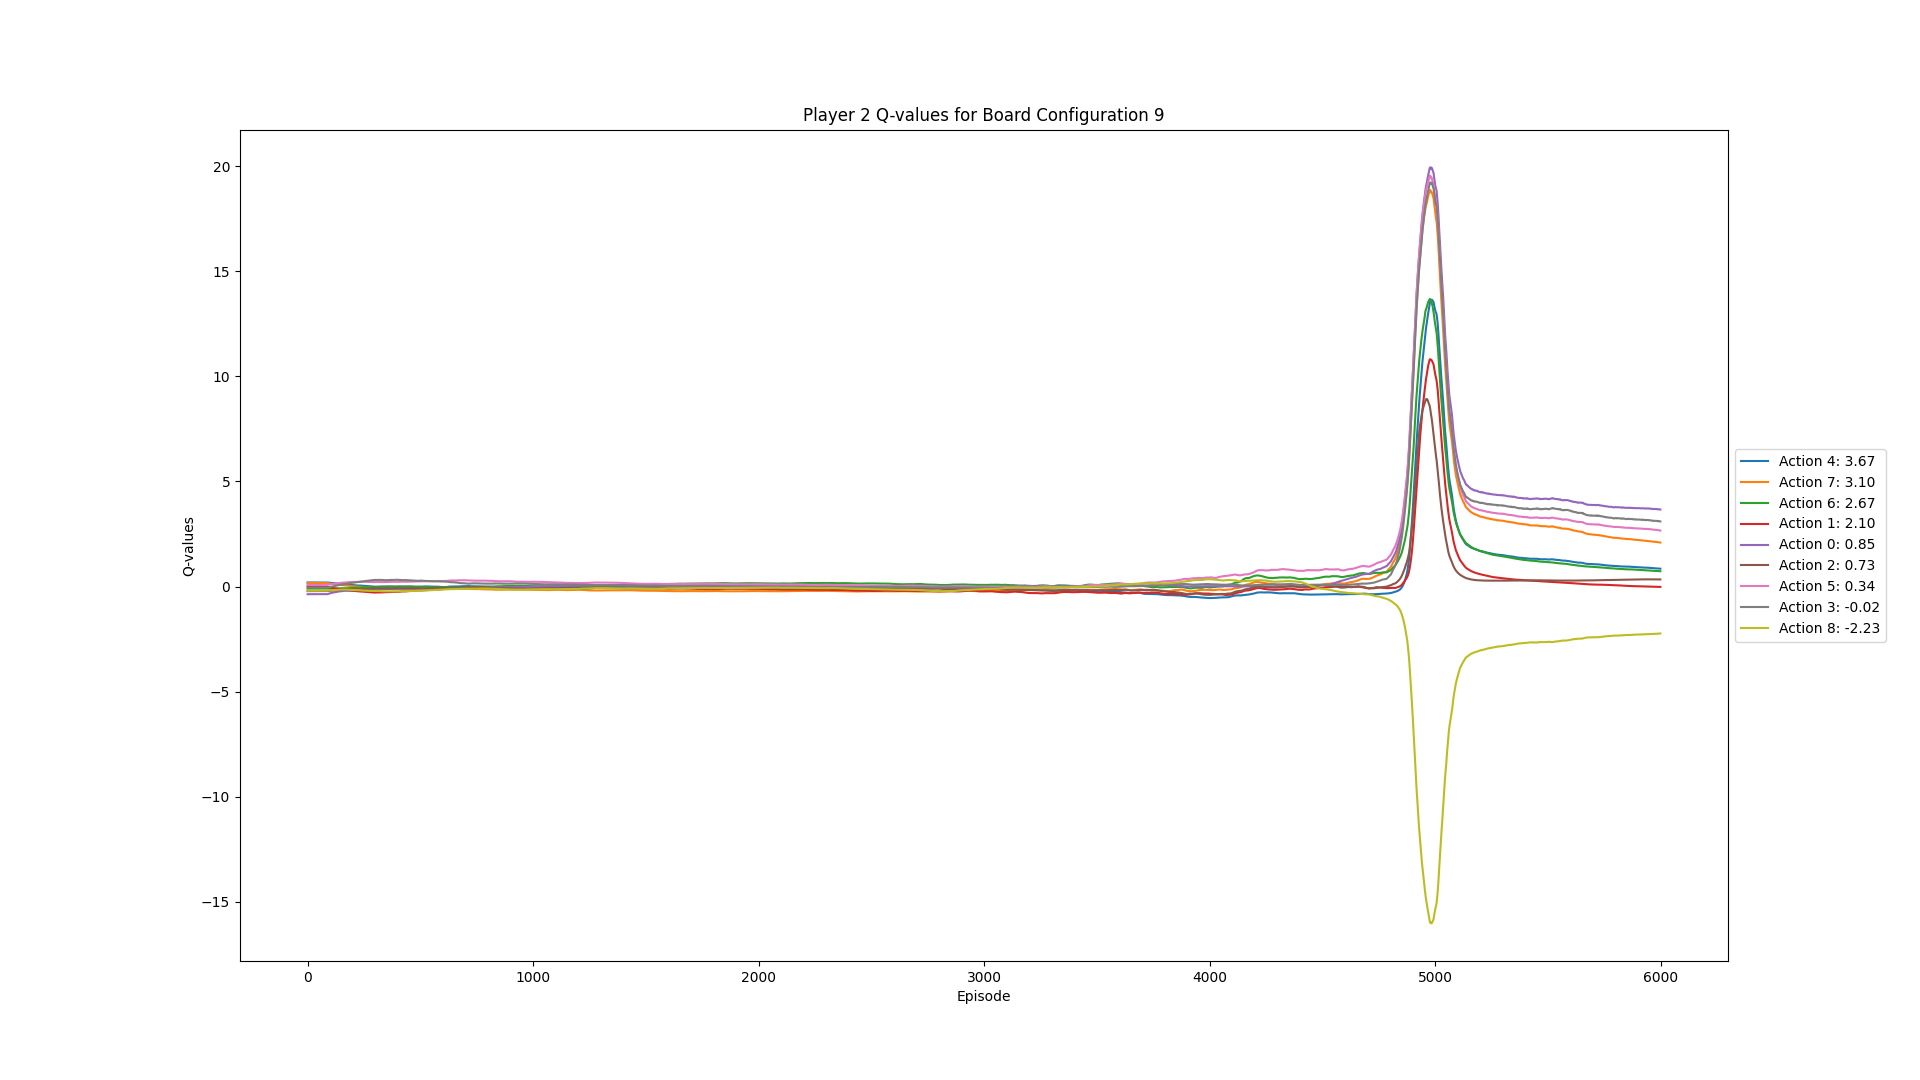 Player 2 Q-values for Board Configuration 9
20
15
10
5
0
−5
−10
−15
Q-values
0 1000 2000 3000 4000 5000 6000
Episode
Action 4: 3.67
Action 7: 3.10
Action 6: 2.67
Action 1: 2.10
Action 0: 0.85
Action 2: 0.73
Action 5: 0.34
Action 3: -0.02
Action 8: -2.23